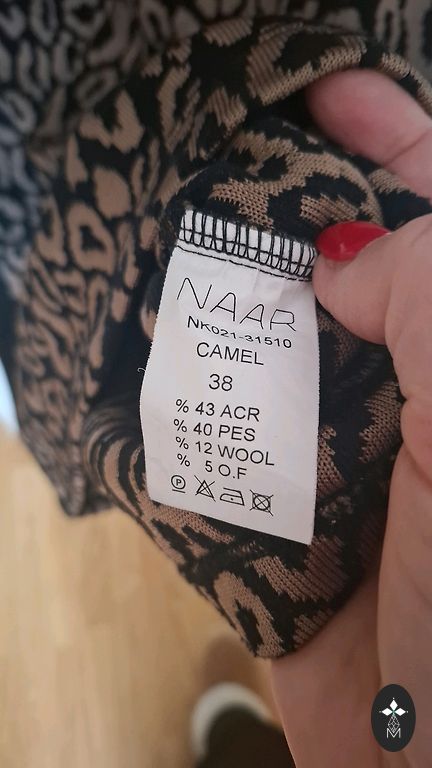 NAAR
NK021-31510
CAMEL
38
% 43 ACR
% 40 PES
% 12 WOOL
% 5 O.F
P
M